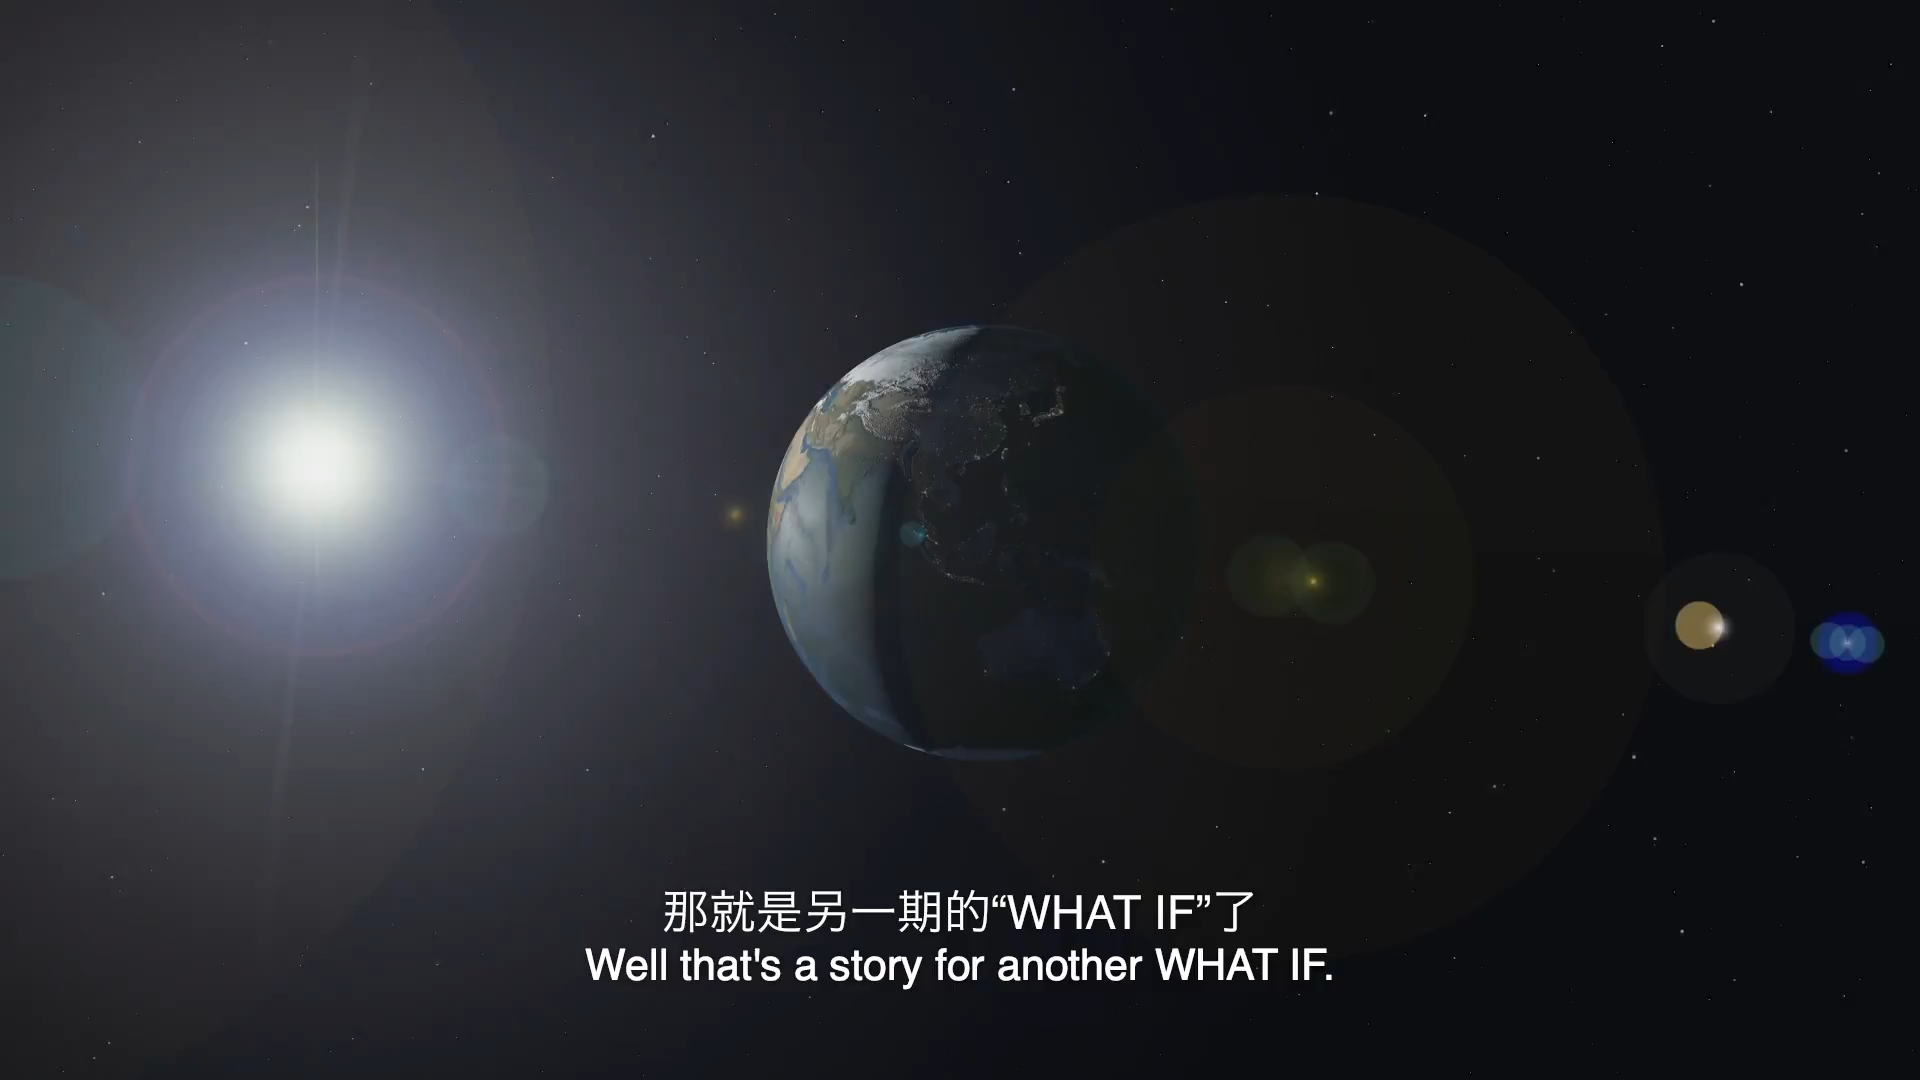 那就是另一期的“WHAT IF”了
Well that's a story for another WHAT IF.